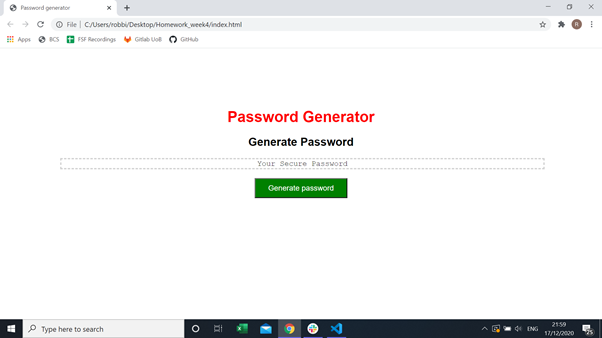 Password generator
File
C:/Users/robbi/Desktop/Homework_week4/index.html
R
Apps BCS FSF Recordings Gitlab UoB GitHub
Password Generator
Generate Password
Your Secure Password
Generate password
Type here to search
ENG
21:59
17/12/2020
25